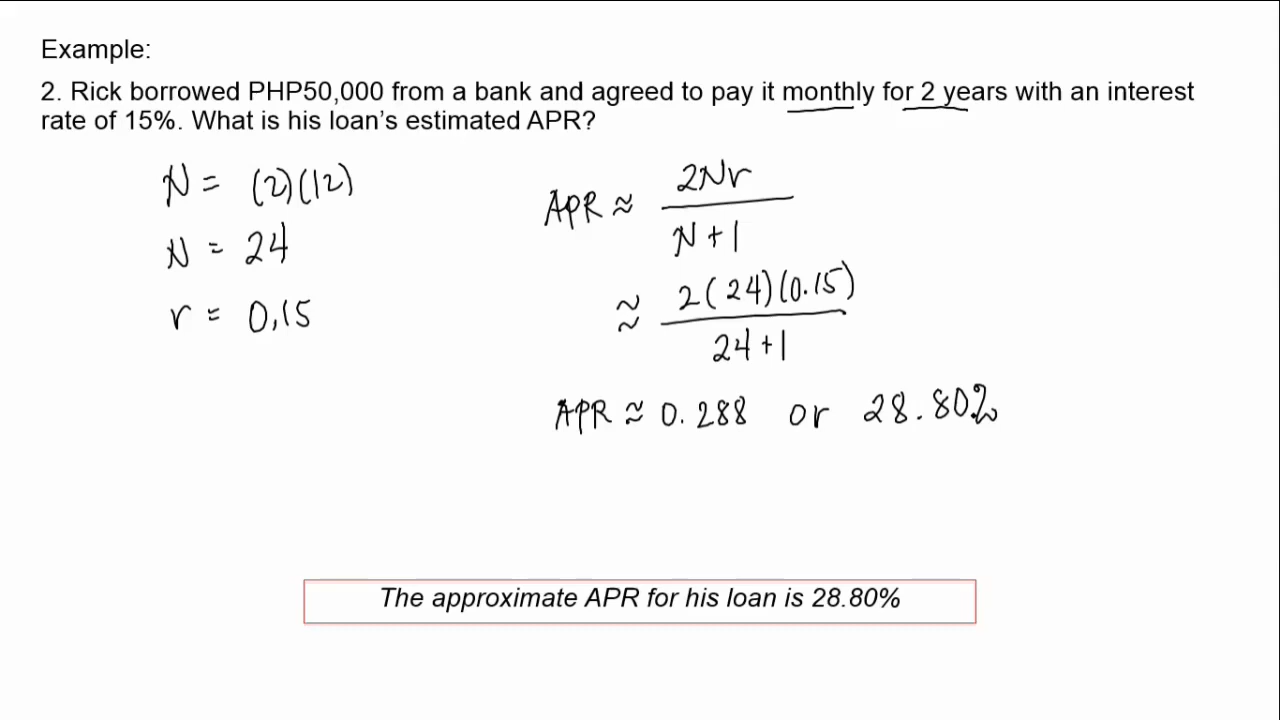 Example:
2. Rick borrowed PHP50,000 from a bank and agreed to pay it monthly for 2 years with an interest
rate of 15%. What is his loan's estimated APR?
N = (2)(12)
N = 24
r = 0.15
APR ≈ 2Nr / N + 1
≈ 2(24)(0.15) / 24 + 1
APR ≈ 0.288 or 28.80%
The approximate APR for his loan is 28.80%